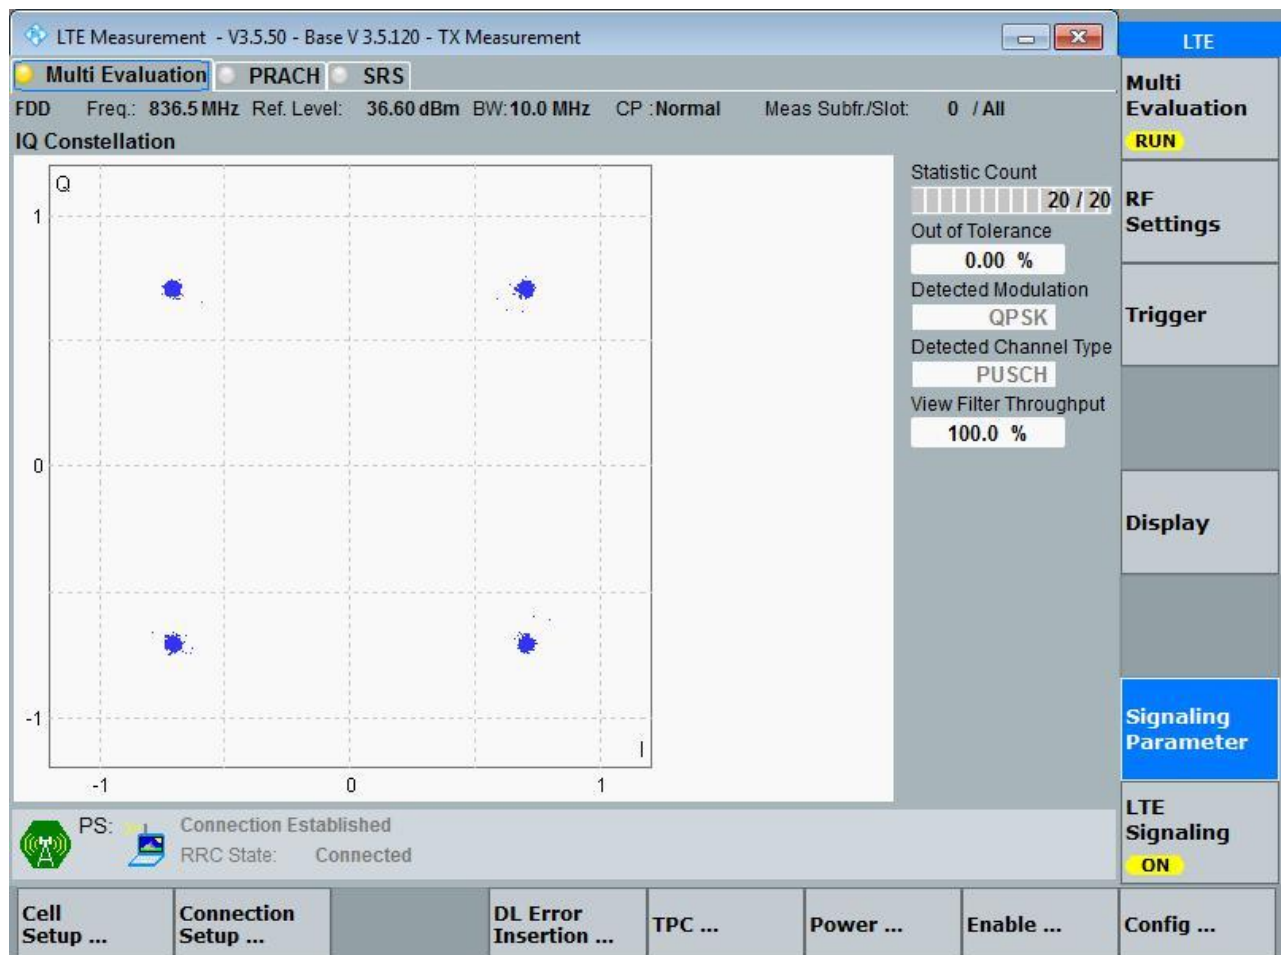 LTE Measurement - V3.5.50 - Base V 3.5.120 - TX Measurement
LTE
Multi Evaluation PRACH SRS
FDD Freq.: 836.5 MHz Ref. Level: 36.60 dBm BW: 10.0 MHz CP : Normal Meas Subfr./Slot: 0 / All
IQ Constellation
Q
1
0
-1
I
-1 0 1
Statistic Count
20 / 20
Out of Tolerance
0.00 %
Detected Modulation
QPSK
Detected Channel Type
PUSCH
View Filter Throughput
100.0 %
Multi
Evaluation
RUN
RF
Settings
Trigger
Display
Signaling
Parameter
LTE
Signaling
ON
PS: Connection Established
RRC State: Connected
Cell
Setup ...
Connection
Setup ...
DL Error
Insertion ...
TPC ...
Power ...
Enable ...
Config ...